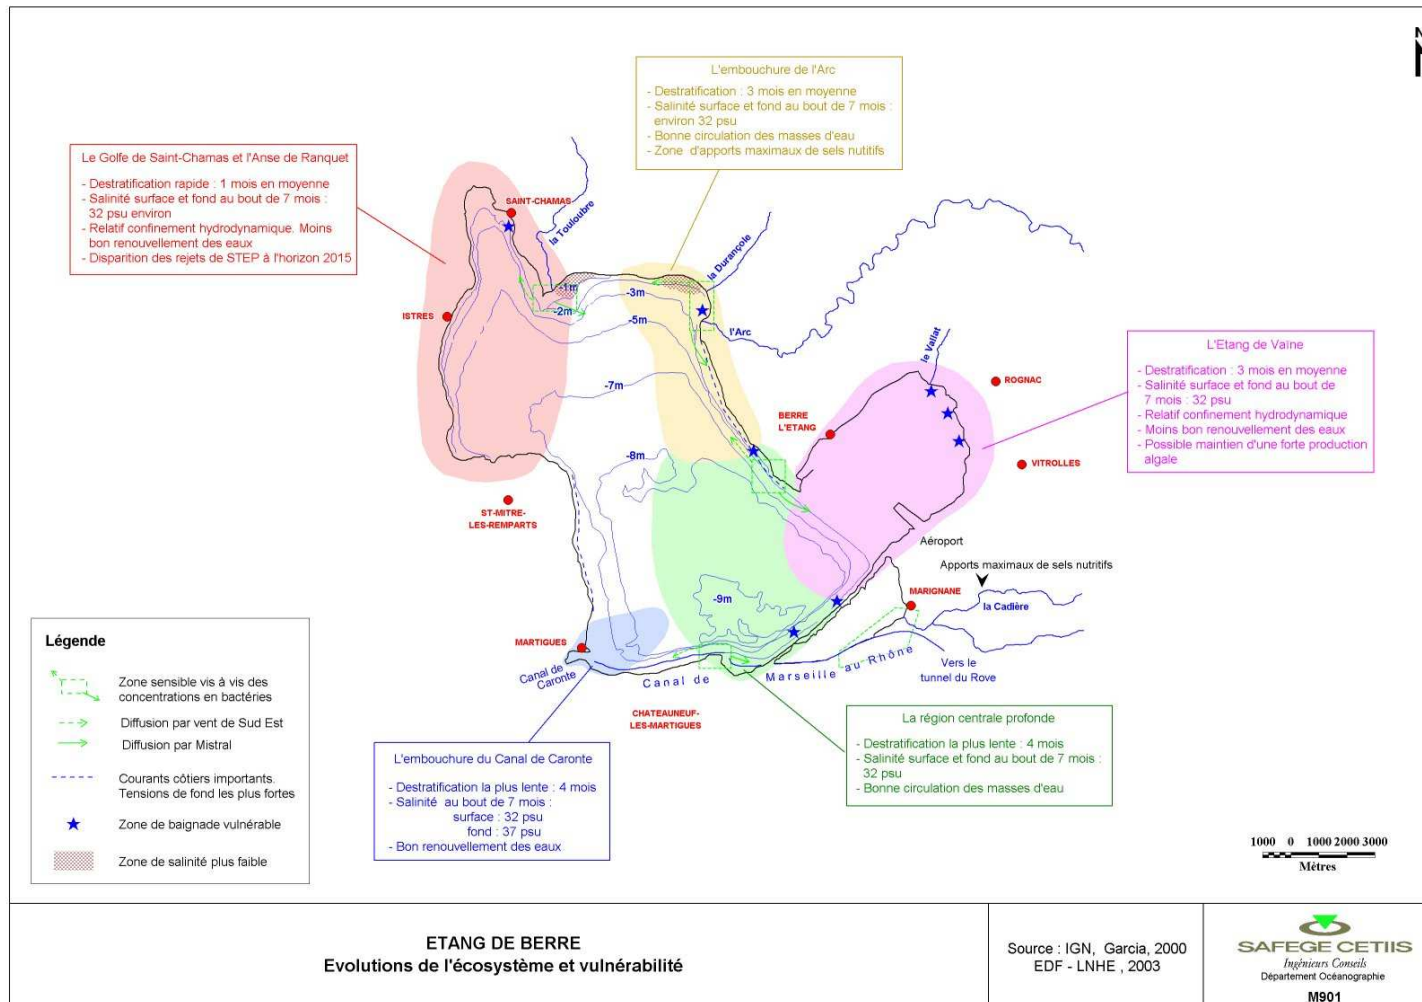 N
L'embouchure de l'Arc
- Destratification : 3 mois en moyenne
- Salinité surface et fond au bout de 7 mois :
environ 32 psu
- Bonne circulation des masses d'eau
- Zone d'apports maximaux de sels nutitifs
Le Golfe de Saint-Chamas et l'Anse de Ranquet
- Destratification rapide : 1 mois en moyenne
- Salinité surface et fond au bout de 7 mois :
32 psu environ
- Relatif confinement hydrodynamique. Moins
bon renouvellement des eaux
- Disparition des rejets de STEP à l'horizon 2015
SAINT-CHAMAS
la Touloubre
la Durançole
-1m
-2m
-3m
-5m
-7m
-8m
-9m
ISTRES
l'Arc
le Vallat
L'Etang de Vaïne
- Destratification : 3 mois en moyenne
- Salinité surface et fond au bout de
7 mois : 32 psu
- Relatif confinement hydrodynamique
- Moins bon renouvellement des eaux
- Possible maintien d'une forte production
algale
ROGNAC
BERRE
L'ETANG
VITROLLES
ST-MITRE-
LES-REMPARTS
Aéroport
Apports maximaux de sels nutritifs
MARIGNANE
la Cadière
MARTIGUES
Canal de
Caronte
Canal de Marseille au Rhône
Vers le
tunnel du Rove
CHATEAUNEUF-
LES-MARTIGUES
Légende
Zone sensible vis à vis des
concentrations en bactéries
Diffusion par vent de Sud Est
Diffusion par Mistral
Courants côtiers importants.
Tensions de fond les plus fortes
Zone de baignade vulnérable
Zone de salinité plus faible
L'embouchure du Canal de Caronte
- Destratification la plus lente : 4 mois
- Salinité au bout de 7 mois :
surface : 32 psu
fond : 37 psu
- Bon renouvellement des eaux
La région centrale profonde
- Destratification la plus lente : 4 mois
- Salinité surface et fond au bout de 7 mois :
32 psu
- Bonne circulation des masses d'eau
1000 0 1000 2000 3000
Mètres
ETANG DE BERRE
Evolutions de l'écosystème et vulnérabilité
Source : IGN, Garcia, 2000
EDF - LNHE , 2003
SAFEGE CETIIS
Ingénieurs Conseils
Département Océanographie
M901